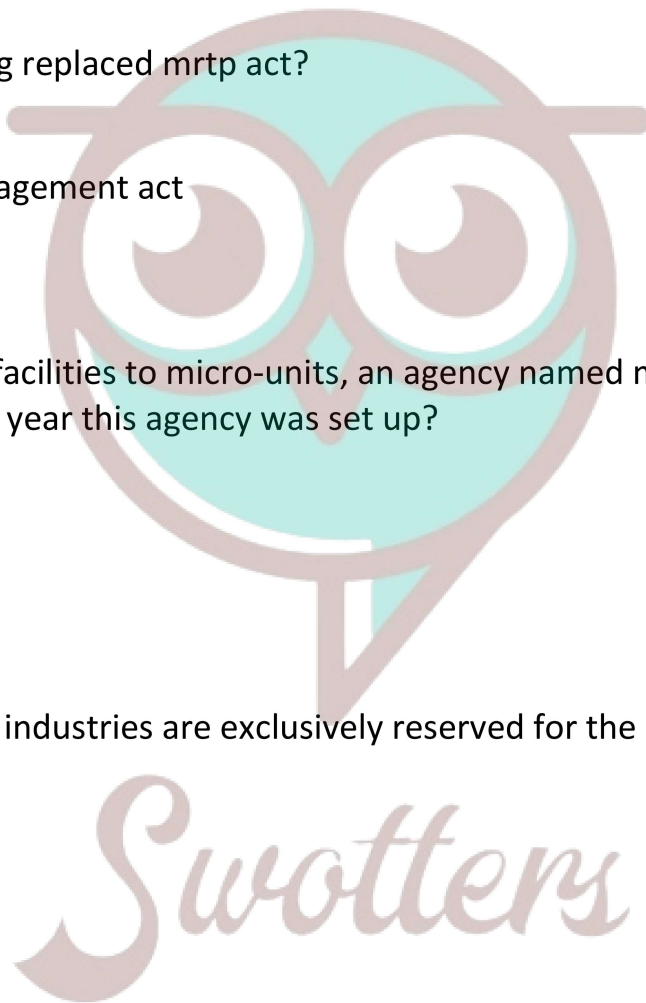 g replaced mrtp act?
agement act
facilities to micro-units, an agency named
year this agency was set up?
industries are exclusively reserved for the
Swotters